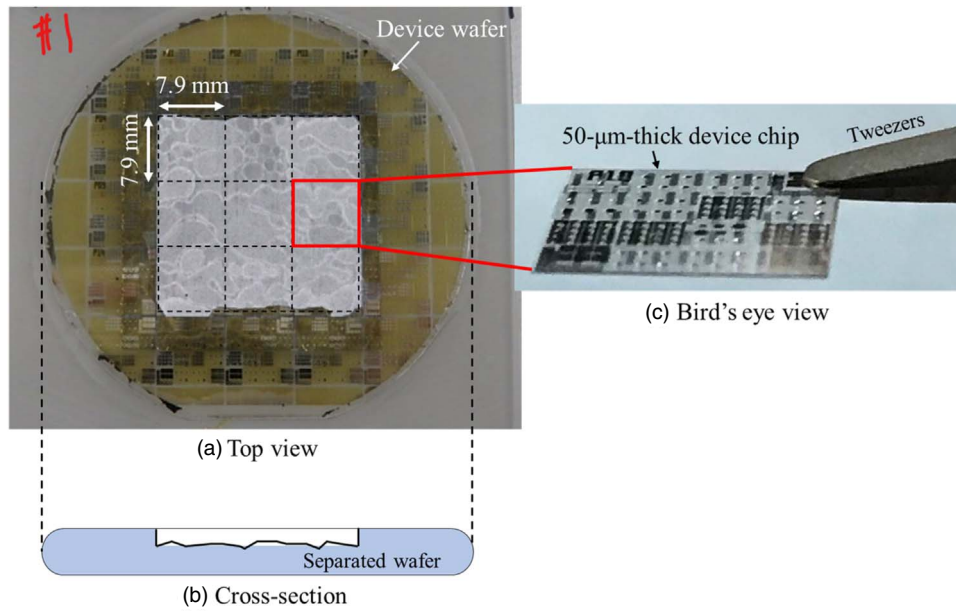 #1
Device wafer
7.9 mm
7.9 mm
50-μm-thick device chip
Tweezers
(a) Top view
(c) Bird's eye view
Separated wafer
(b) Cross-section